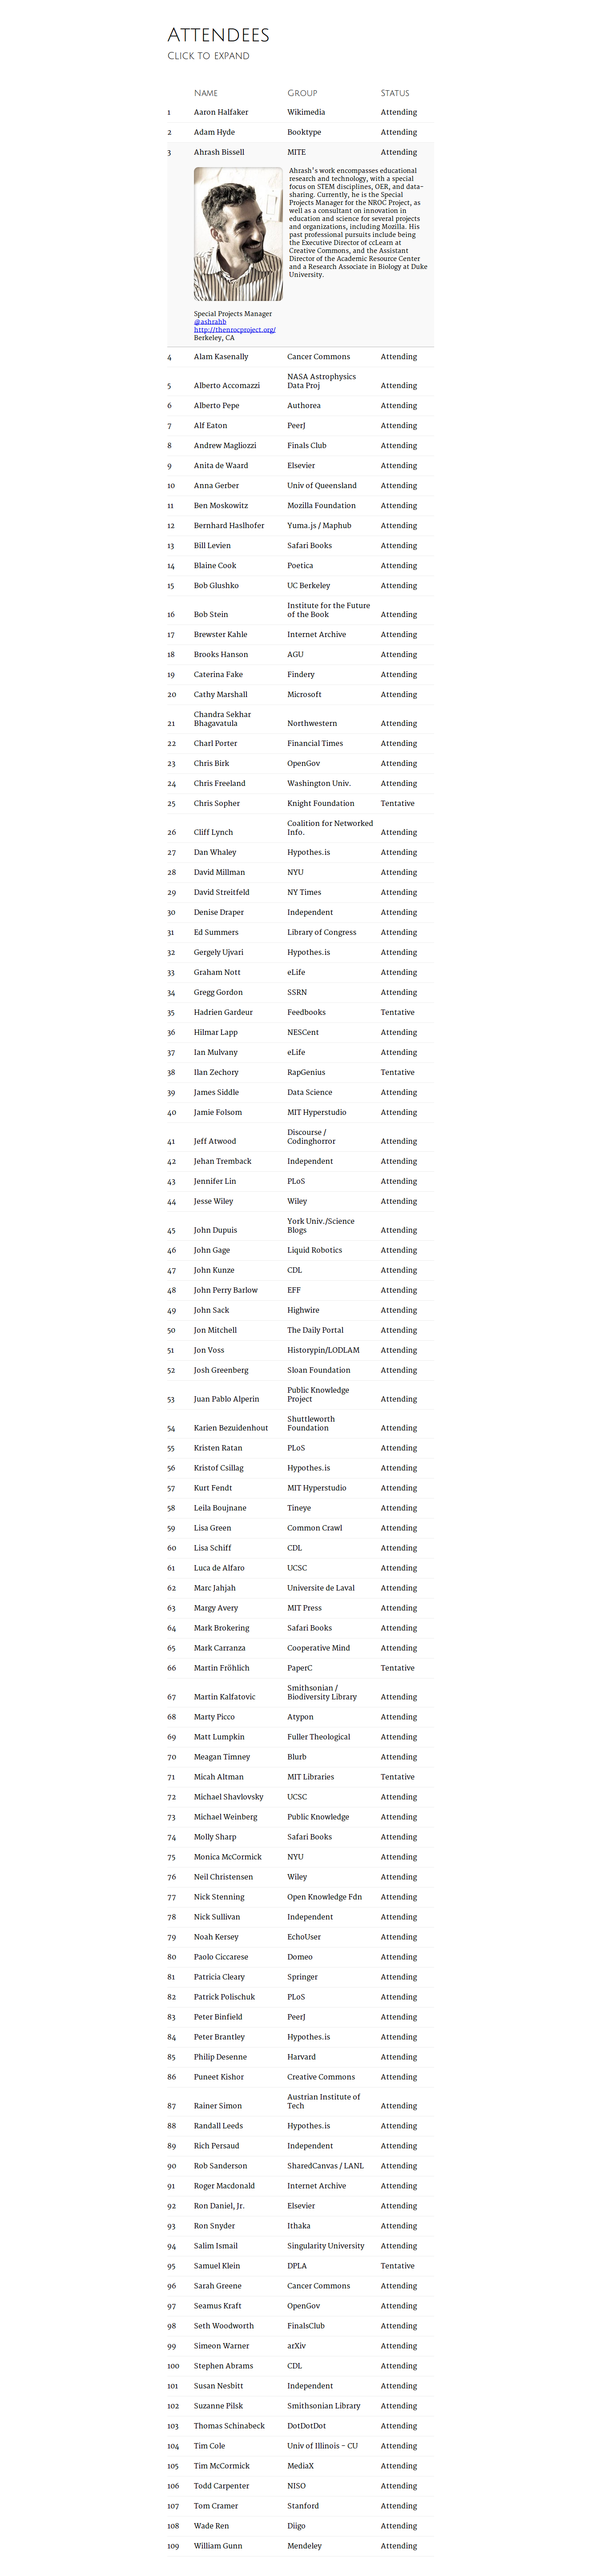 Attendees
Click to expand
Name Group Status
1 Aaron Halfaker Wikimedia Attending
2 Adam Hyde Booktype Attending
3 Ahrash Bissell MITE Attending
Ahrash's work encompasses educational
research and technology, with a special
focus on STEM disciplines, OER, and data-
sharing. Currently, he is the Special
Projects Manager for the NROC Project, as
well as a consultant on innovation in
education and science for several projects
and organizations, including Mozilla. His
past professional pursuits include being
the Executive Director of ccLearn at
Creative Commons, and the Assistant
Director of the Academic Resource Center
and a Research Associate in Biology at Duke
University.
Special Projects Manager
@ashrahb
http://thenrocproject.org/
Berkeley, CA
4 Alam Kasenally Cancer Commons Attending
NASA Astrophysics
5 Alberto Accomazzi Data Proj Attending
6 Alberto Pepe Authorea Attending
7 Alf Eaton PeerJ Attending
8 Andrew Magliozzi Finals Club Attending
9 Anita de Waard Elsevier Attending
10 Anna Gerber Univ of Queensland Attending
11 Ben Moskowitz Mozilla Foundation Attending
12 Bernhard Haslhofer Yuma.js / Maphub Attending
13 Bill Levien Safari Books Attending
14 Blaine Cook Poetica Attending
15 Bob Glushko UC Berkeley Attending
Institute for the Future
16 Bob Stein of the Book Attending
17 Brewster Kahle Internet Archive Attending
18 Brooks Hanson AGU Attending
19 Caterina Fake Findery Attending
20 Cathy Marshall Microsoft Attending
Chandra Sekhar
21 Bhagavatula Northwestern Attending
22 Charl Porter Financial Times Attending
23 Chris Birk OpenGov Attending
24 Chris Freeland Washington Univ. Attending
25 Chris Sopher Knight Foundation Tentative
Coalition for Networked
26 Cliff Lynch Info. Attending
27 Dan Whaley Hypothes.is Attending
28 David Millman NYU Attending
29 David Streitfeld NY Times Attending
30 Denise Draper Independent Attending
31 Ed Summers Library of Congress Attending
32 Gergely Ujvari Hypothes.is Attending
33 Graham Nott eLife Attending
34 Gregg Gordon SSRN Attending
35 Hadrien Gardeur Feedbooks Tentative
36 Hilmar Lapp NESCent Attending
37 Ian Mulvany eLife Attending
38 Ilan Zechory RapGenius Tentative
39 James Siddle Data Science Attending
40 Jamie Folsom MIT Hyperstudio Attending
Discourse /
41 Jeff Atwood Codinghorror Attending
42 Jehan Tremback Independent Attending
43 Jennifer Lin PLoS Attending
44 Jesse Wiley Wiley Attending
York Univ./Science
45 John Dupuis Blogs Attending
46 John Gage Liquid Robotics Attending
47 John Kunze CDL Attending
48 John Perry Barlow EFF Attending
49 John Sack Highwire Attending
50 Jon Mitchell The Daily Portal Attending
51 Jon Voss Historypin/LODLAM Attending
52 Josh Greenberg Sloan Foundation Attending
Public Knowledge
53 Juan Pablo Alperin Project Attending
Shuttleworth
54 Karien Bezuidenhout Foundation Attending
55 Kristen Ratan PLoS Attending
56 Kristof Csillag Hypothes.is Attending
57 Kurt Fendt MIT Hyperstudio Attending
58 Leila Boujnane Tineye Attending
59 Lisa Green Common Crawl Attending
60 Lisa Schiff CDL Attending
61 Luca de Alfaro UCSC Attending
62 Marc Jahjah Universite de Laval Attending
63 Margy Avery MIT Press Attending
64 Mark Brokering Safari Books Attending
65 Mark Carranza Cooperative Mind Attending
66 Martin Fröhlich PaperC Tentative
Smithsonian /
67 Martin Kalfatovic Biodiversity Library Attending
68 Marty Picco Atypon Attending
69 Matt Lumpkin Fuller Theological Attending
70 Meagan Timney Blurb Attending
71 Micah Altman MIT Libraries Tentative
72 Michael Shavlovsky UCSC Attending
73 Michael Weinberg Public Knowledge Attending
74 Molly Sharp Safari Books Attending
75 Monica McCormick NYU Attending
76 Neil Christensen Wiley Attending
77 Nick Stenning Open Knowledge Fdn Attending
78 Nick Sullivan Independent Attending
79 Noah Kersey EchoUser Attending
80 Paolo Ciccarese Domeo Attending
81 Patricia Cleary Springer Attending
82 Patrick Polischuk PLoS Attending
83 Peter Binfield PeerJ Attending
84 Peter Brantley Hypothes.is Attending
85 Philip Desenne Harvard Attending
86 Puneet Kishor Creative Commons Attending
Austrian Institute of
87 Rainer Simon Tech Attending
88 Randall Leeds Hypothes.is Attending
89 Rich Persaud Independent Attending
90 Rob Sanderson SharedCanvas / LANL Attending
91 Roger Macdonald Internet Archive Attending
92 Ron Daniel, Jr. Elsevier Attending
93 Ron Snyder Ithaka Attending
94 Salim Ismail Singularity University Attending
95 Samuel Klein DPLA Tentative
96 Sarah Greene Cancer Commons Attending
97 Seamus Kraft OpenGov Attending
98 Seth Woodworth FinalsClub Attending
99 Simeon Warner arXiv Attending
100 Stephen Abrams CDL Attending
101 Susan Nesbitt Independent Attending
102 Suzanne Pilsk Smithsonian Library Attending
103 Thomas Schinabeck DotDotDot Attending
104 Tim Cole Univ of Illinois - CU Attending
105 Tim McCormick MediaX Attending
106 Todd Carpenter NISO Attending
107 Tom Cramer Stanford Attending
108 Wade Ren Diigo Attending
109 William Gunn Mendeley Attending